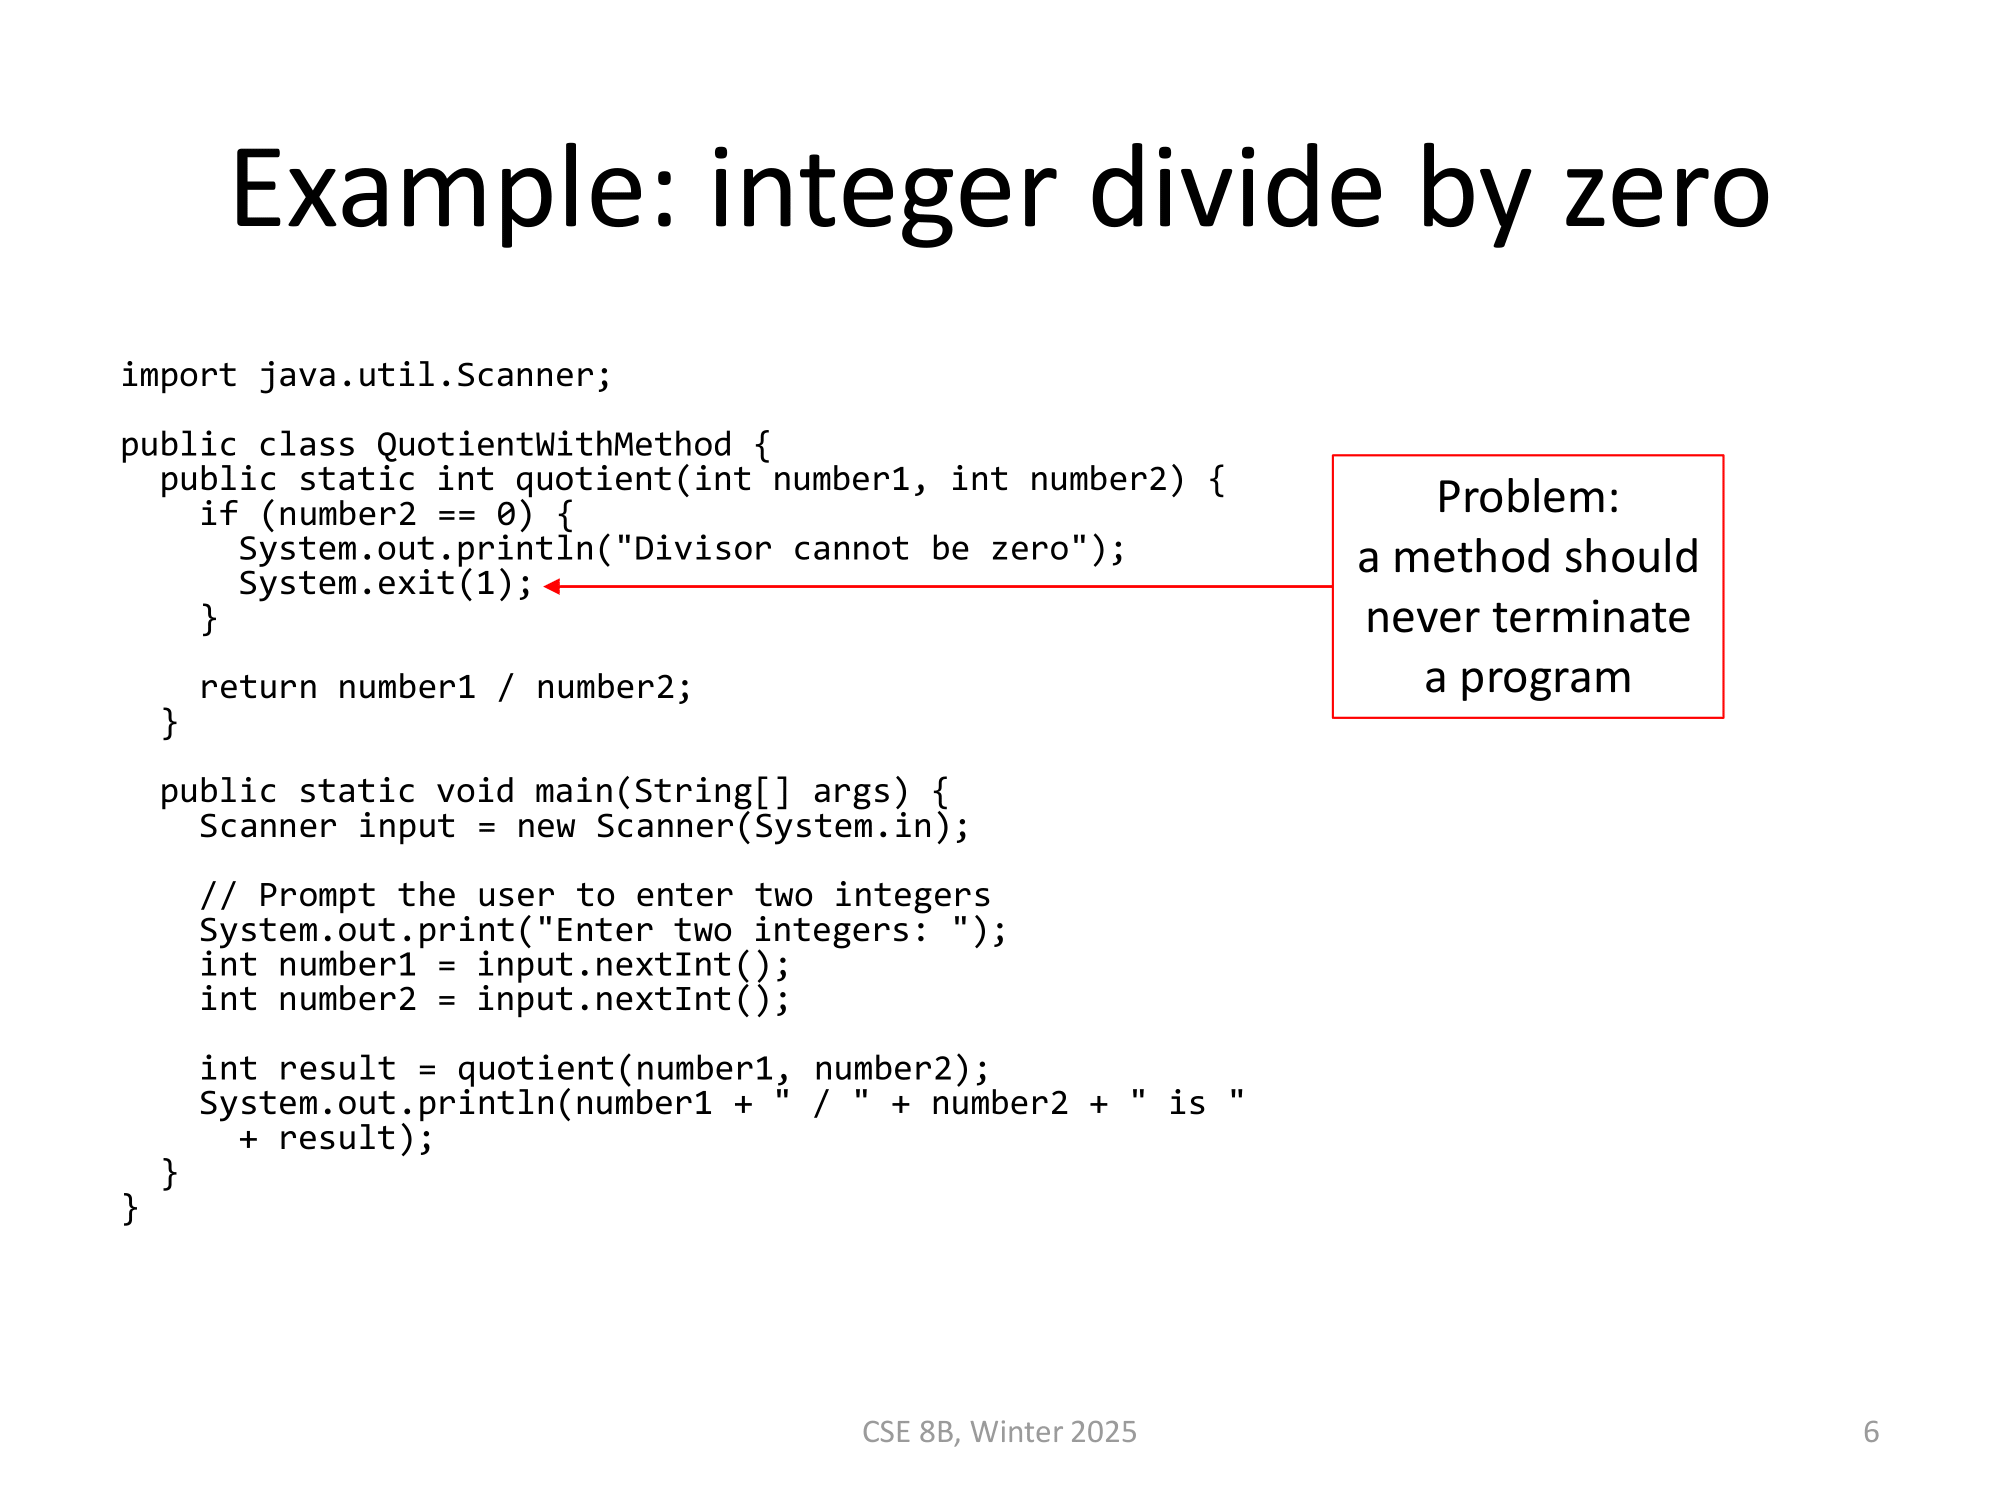 Example: integer divide by zero
import java.util.Scanner;
public class QuotientWithMethod {
  public static int quotient(int number1, int number2) {
    if (number2 == 0) {
      System.out.println("Divisor cannot be zero");
      System.exit(1);
    }
    return number1 / number2;
  }
  public static void main(String[] args) {
    Scanner input = new Scanner(System.in);
    // Prompt the user to enter two integers
    System.out.print("Enter two integers: ");
    int number1 = input.nextInt();
    int number2 = input.nextInt();
    int result = quotient(number1, number2);
    System.out.println(number1 + " / " + number2 + " is "
      + result);
  }
}
Problem:
a method should
never terminate
a program
CSE 8B, Winter 2025
6